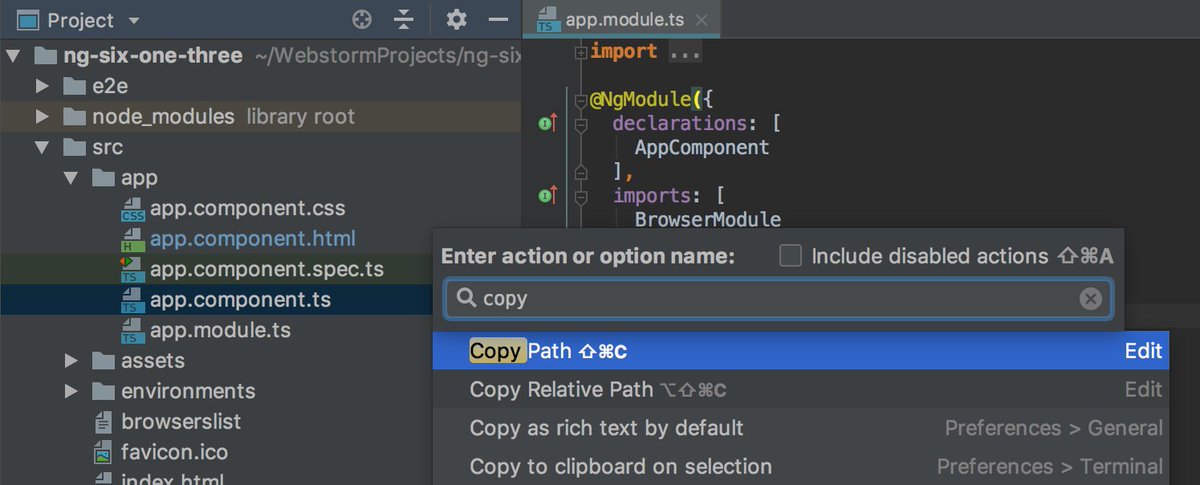 Project
ng-six-one-three ~/WebstormProjects/ng-six
e2e
node_modules library root
src
app
app.component.css
app.component.html
app.component.spec.ts
app.component.ts
app.module.ts
assets
environments
browserslist
favicon.ico
index.html
app.module.ts
import ...
@NgModule({
declarations: [
AppComponent
],
imports: [
BrowserModule
Enter action or option name: Include disabled actions ⇧⌘A
copy
Copy Path ⇧⌘C Edit
Copy Relative Path ⌥⇧⌘C Edit
Copy as rich text by default Preferences > General
Copy to clipboard on selection Preferences > Terminal